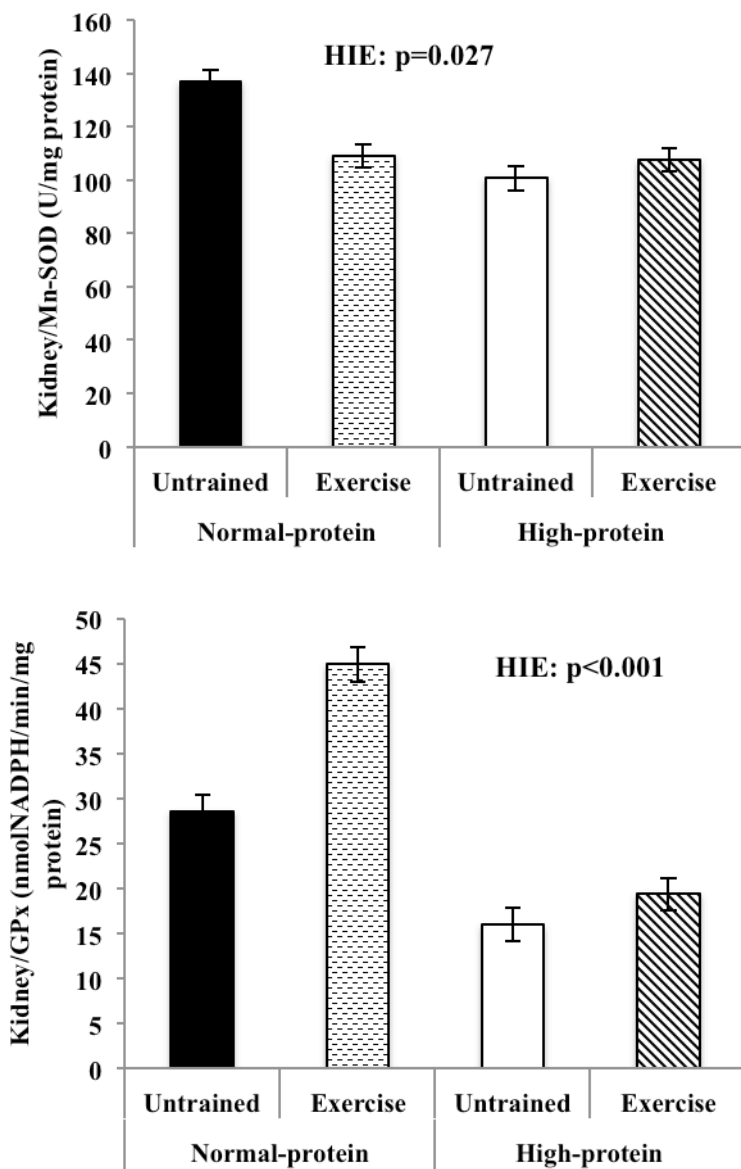 160
HIE: p=0.027
140
120
100
80
60
40
20
0
Kidney/Mn-SOD (U/mg protein)
Untrained Exercise Untrained Exercise
Normal-protein High-protein
50
HIE: p<0.001
45
40
35
30
25
20
15
10
5
0
Kidney/GPx (nmolNADPH/min/mg
protein)
Untrained Exercise Untrained Exercise
Normal-protein High-protein